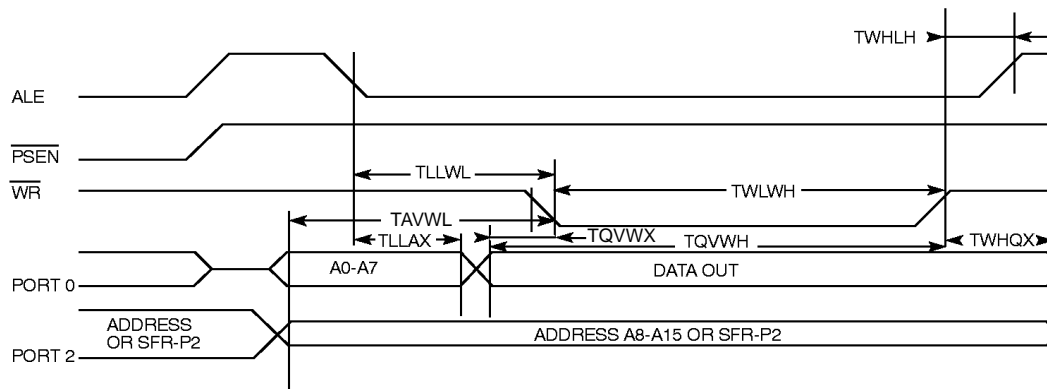 TWHLH
ALE
PSEN
TLLWL
WR
TWLWH
TAVWL
TQVWX
TLLAX
TQVWH
TWHQX
A0-A7
DATA OUT
PORT 0
ADDRESS
OR SFR-P2
ADDRESS A8-A15 OR SFR-P2
PORT 2